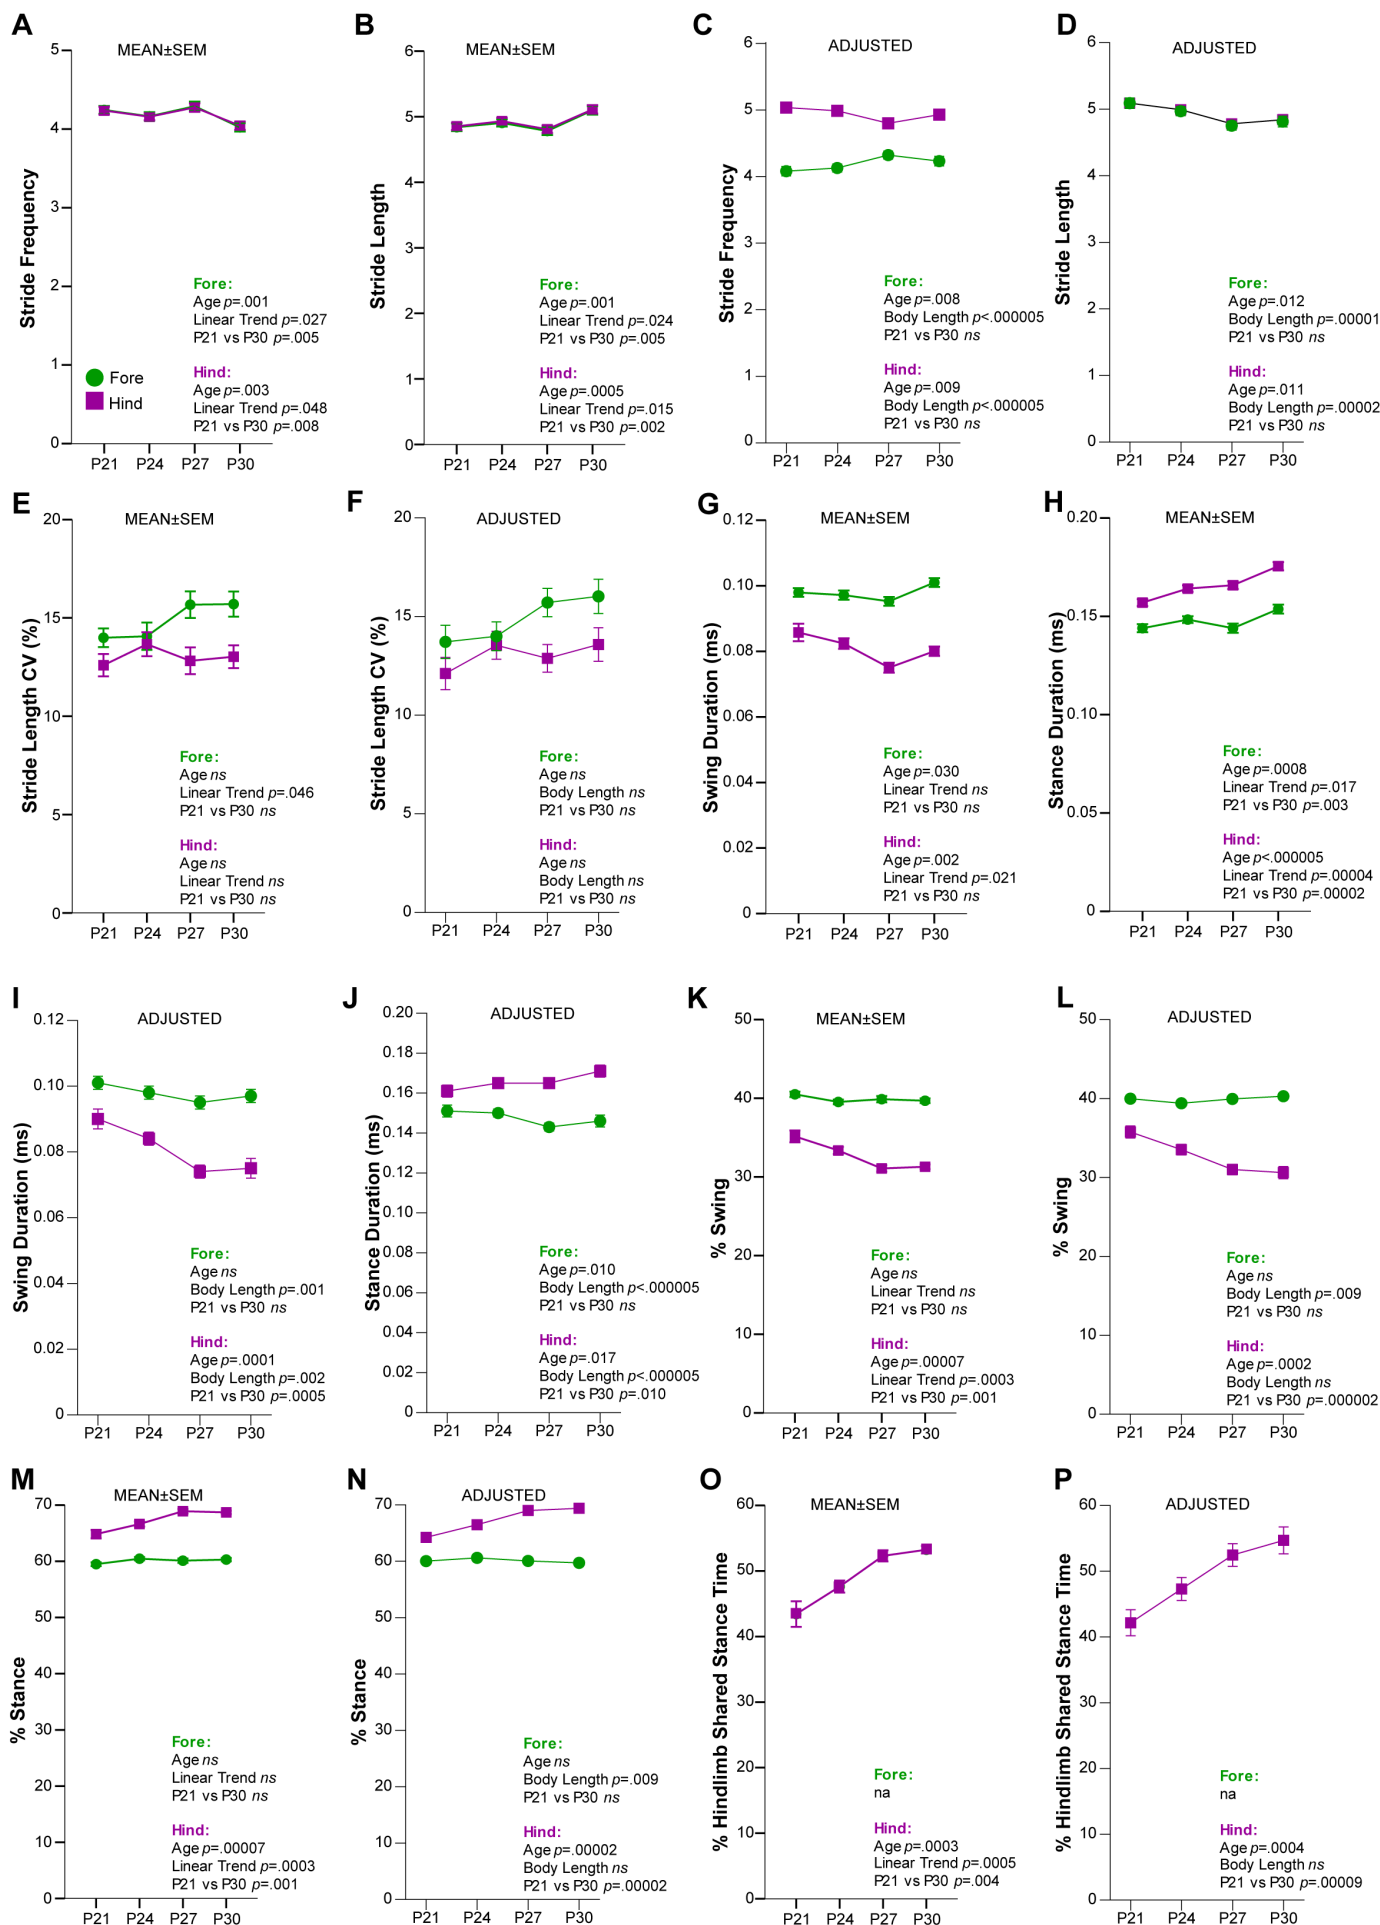 A
MEAN±SEM
Stride Frequency
5
4
3
2
1
0
Fore
Hind
Fore:
Age p=.001
Linear Trend p=.027
P21 vs P30 p=.005
Hind:
Age p=.003
Linear Trend p=.048
P21 vs P30 p=.008
P21 P24 P27 P30
B
MEAN±SEM
Stride Length
6
5
4
3
2
1
0
Fore:
Age p=.001
Linear Trend p=.024
P21 vs P30 p=.005
Hind:
Age p=.0005
Linear Trend p=.015
P21 vs P30 p=.002
P21 P24 P27 P30
C
ADJUSTED
Stride Frequency
6
5
4
3
2
1
0
Fore:
Age p=.008
Body Length p<.000005
P21 vs P30 ns
Hind:
Age p=.009
Body Length p<.000005
P21 vs P30 ns
P21 P24 P27 P30
D
ADJUSTED
Stride Length
6
5
4
3
2
1
0
Fore:
Age p=.012
Body Length p=.00001
P21 vs P30 ns
Hind:
Age p=.011
Body Length p=.00002
P21 vs P30 ns
P21 P24 P27 P30
E
MEAN±SEM
Stride Length CV (%)
20
15
10
5
0
Fore:
Age ns
Linear Trend p=.046
P21 vs P30 ns
Hind:
Age ns
Linear Trend ns
P21 vs P30 ns
P21 P24 P27 P30
F
ADJUSTED
Stride Length CV (%)
20
15
10
5
0
Fore:
Age ns
Body Length ns
P21 vs P30 ns
Hind:
Age ns
Body Length ns
P21 vs P30 ns
P21 P24 P27 P30
G
MEAN±SEM
Swing Duration (ms)
0.12
0.10
0.08
0.06
0.04
0.02
0
Fore:
Age p=.030
Linear Trend ns
P21 vs P30 ns
Hind:
Age p=.002
Linear Trend p=.021
P21 vs P30 ns
P21 P24 P27 P30
H
MEAN±SEM
Stance Duration (ms)
0.20
0.15
0.10
0.05
0
Fore:
Age p=.0008
Linear Trend p=.017
P21 vs P30 p=.003
Hind:
Age p<.000005
Linear Trend p=.00004
P21 vs P30 p=.00002
P21 P24 P27 P30
I
ADJUSTED
Swing Duration (ms)
0.12
0.10
0.08
0.06
0.04
0.02
0
Fore:
Age ns
Body Length p=.001
P21 vs P30 ns
Hind:
Age p=.0001
Body Length p=.002
P21 vs P30 p=.0005
P21 P24 P27 P30
J
ADJUSTED
Stance Duration (ms)
0.20
0.18
0.16
0.14
0.12
0.10
0.08
0.06
0.04
0.02
0
Fore:
Age p=.010
Body Length p<.000005
P21 vs P30 ns
Hind:
Age p=.017
Body Length p<.000005
P21 vs P30 p=.010
P21 P24 P27 P30
K
MEAN±SEM
% Swing
50
40
30
20
10
0
Fore:
Age ns
Linear Trend ns
P21 vs P30 ns
Hind:
Age p=.00007
Linear Trend p=.0003
P21 vs P30 p=.001
P21 P24 P27 P30
L
ADJUSTED
% Swing
50
40
30
20
10
0
Fore:
Age ns
Body Length p=.009
P21 vs P30 ns
Hind:
Age p=.0002
Body Length ns
P21 vs P30 p=.000002
P21 P24 P27 P30
M
MEAN±SEM
% Stance
70
60
50
40
30
20
10
0
Fore:
Age ns
Linear Trend ns
P21 vs P30 ns
Hind:
Age p=.00007
Linear Trend p=.0003
P21 vs P30 p=.001
P21 P24 P27 P30
N
ADJUSTED
% Stance
70
60
50
40
30
20
10
0
Fore:
Age ns
Body Length p=.009
P21 vs P30 ns
Hind:
Age p=.00002
Body Length ns
P21 vs P30 p=.00002
P21 P24 P27 P30
O
MEAN±SEM
% Hindlimb Shared Stance Time
60
50
40
30
20
10
0
Fore:
na
Hind:
Age p=.0003
Linear Trend p=.0005
P21 vs P30 p=.004
P21 P24 P27 P30
P
ADJUSTED
% Hindlimb Shared Stance Time
60
50
40
30
20
10
0
Fore:
na
Hind:
Age p=.0004
Body Length ns
P21 vs P30 p=.00009
P21 P24 P27 P30